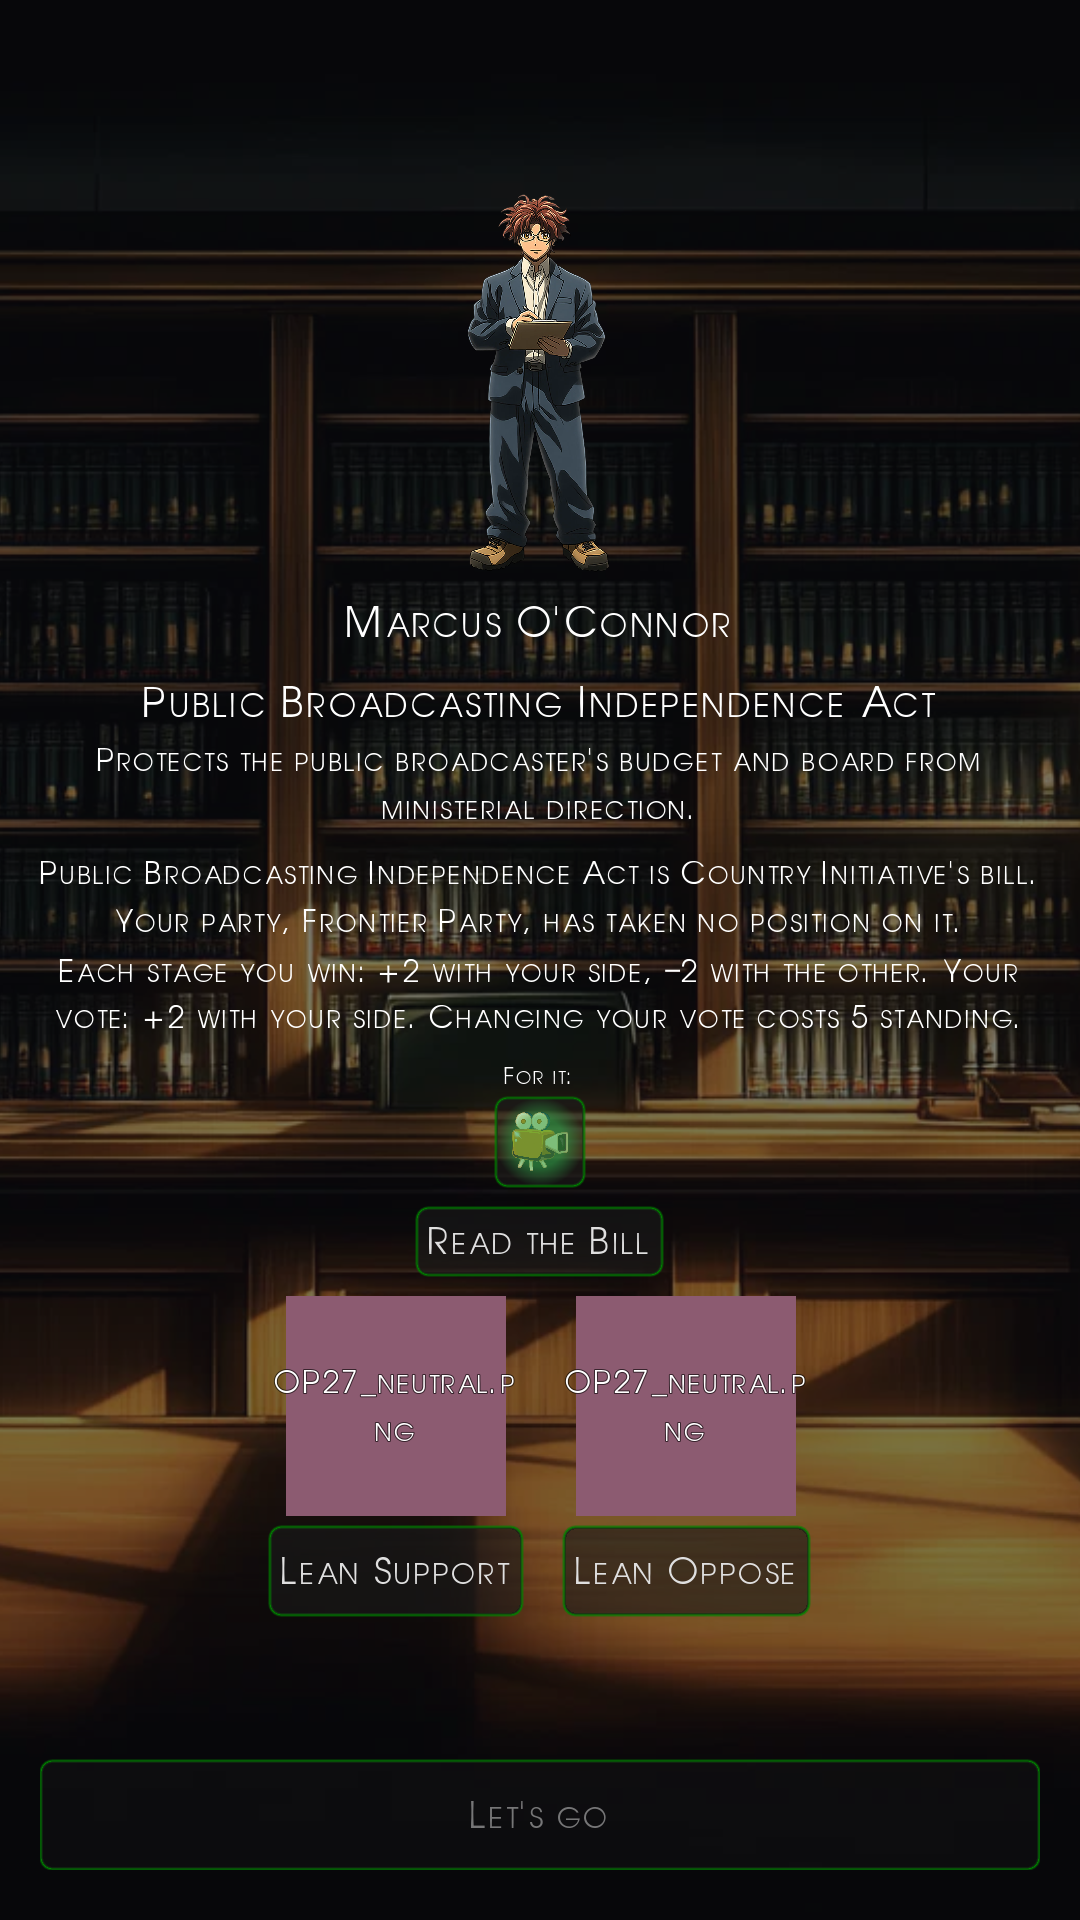 Marcus O'Connor
Public Broadcasting Independence Act
Protects the public broadcaster's budget and board from
ministerial direction.
Public Broadcasting Independence Act is Country Initiative's bill.
Your party, Frontier Party, has taken no position on it.
Each stage you win: +2 with your side, −2 with the other. Your
vote: +2 with your side. Changing your vote costs 5 standing.
For it:
Read the Bill
OP27_neutral.p
ng
OP27_neutral.p
ng
Lean Support
Lean Oppose
Let's go